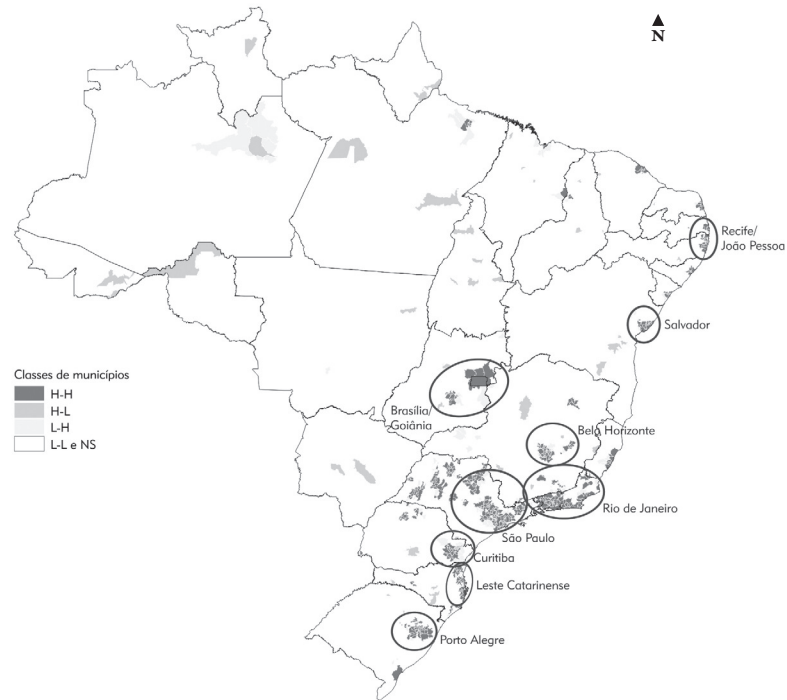 N
Recife/
João Pessoa
Salvador
Classes de municípios
H-H
H-L
L-H
L-L e NS
Brasília/
Goiânia
Belo Horizonte
Rio de Janeiro
São Paulo
Curitiba
Leste Catarinense
Porto Alegre